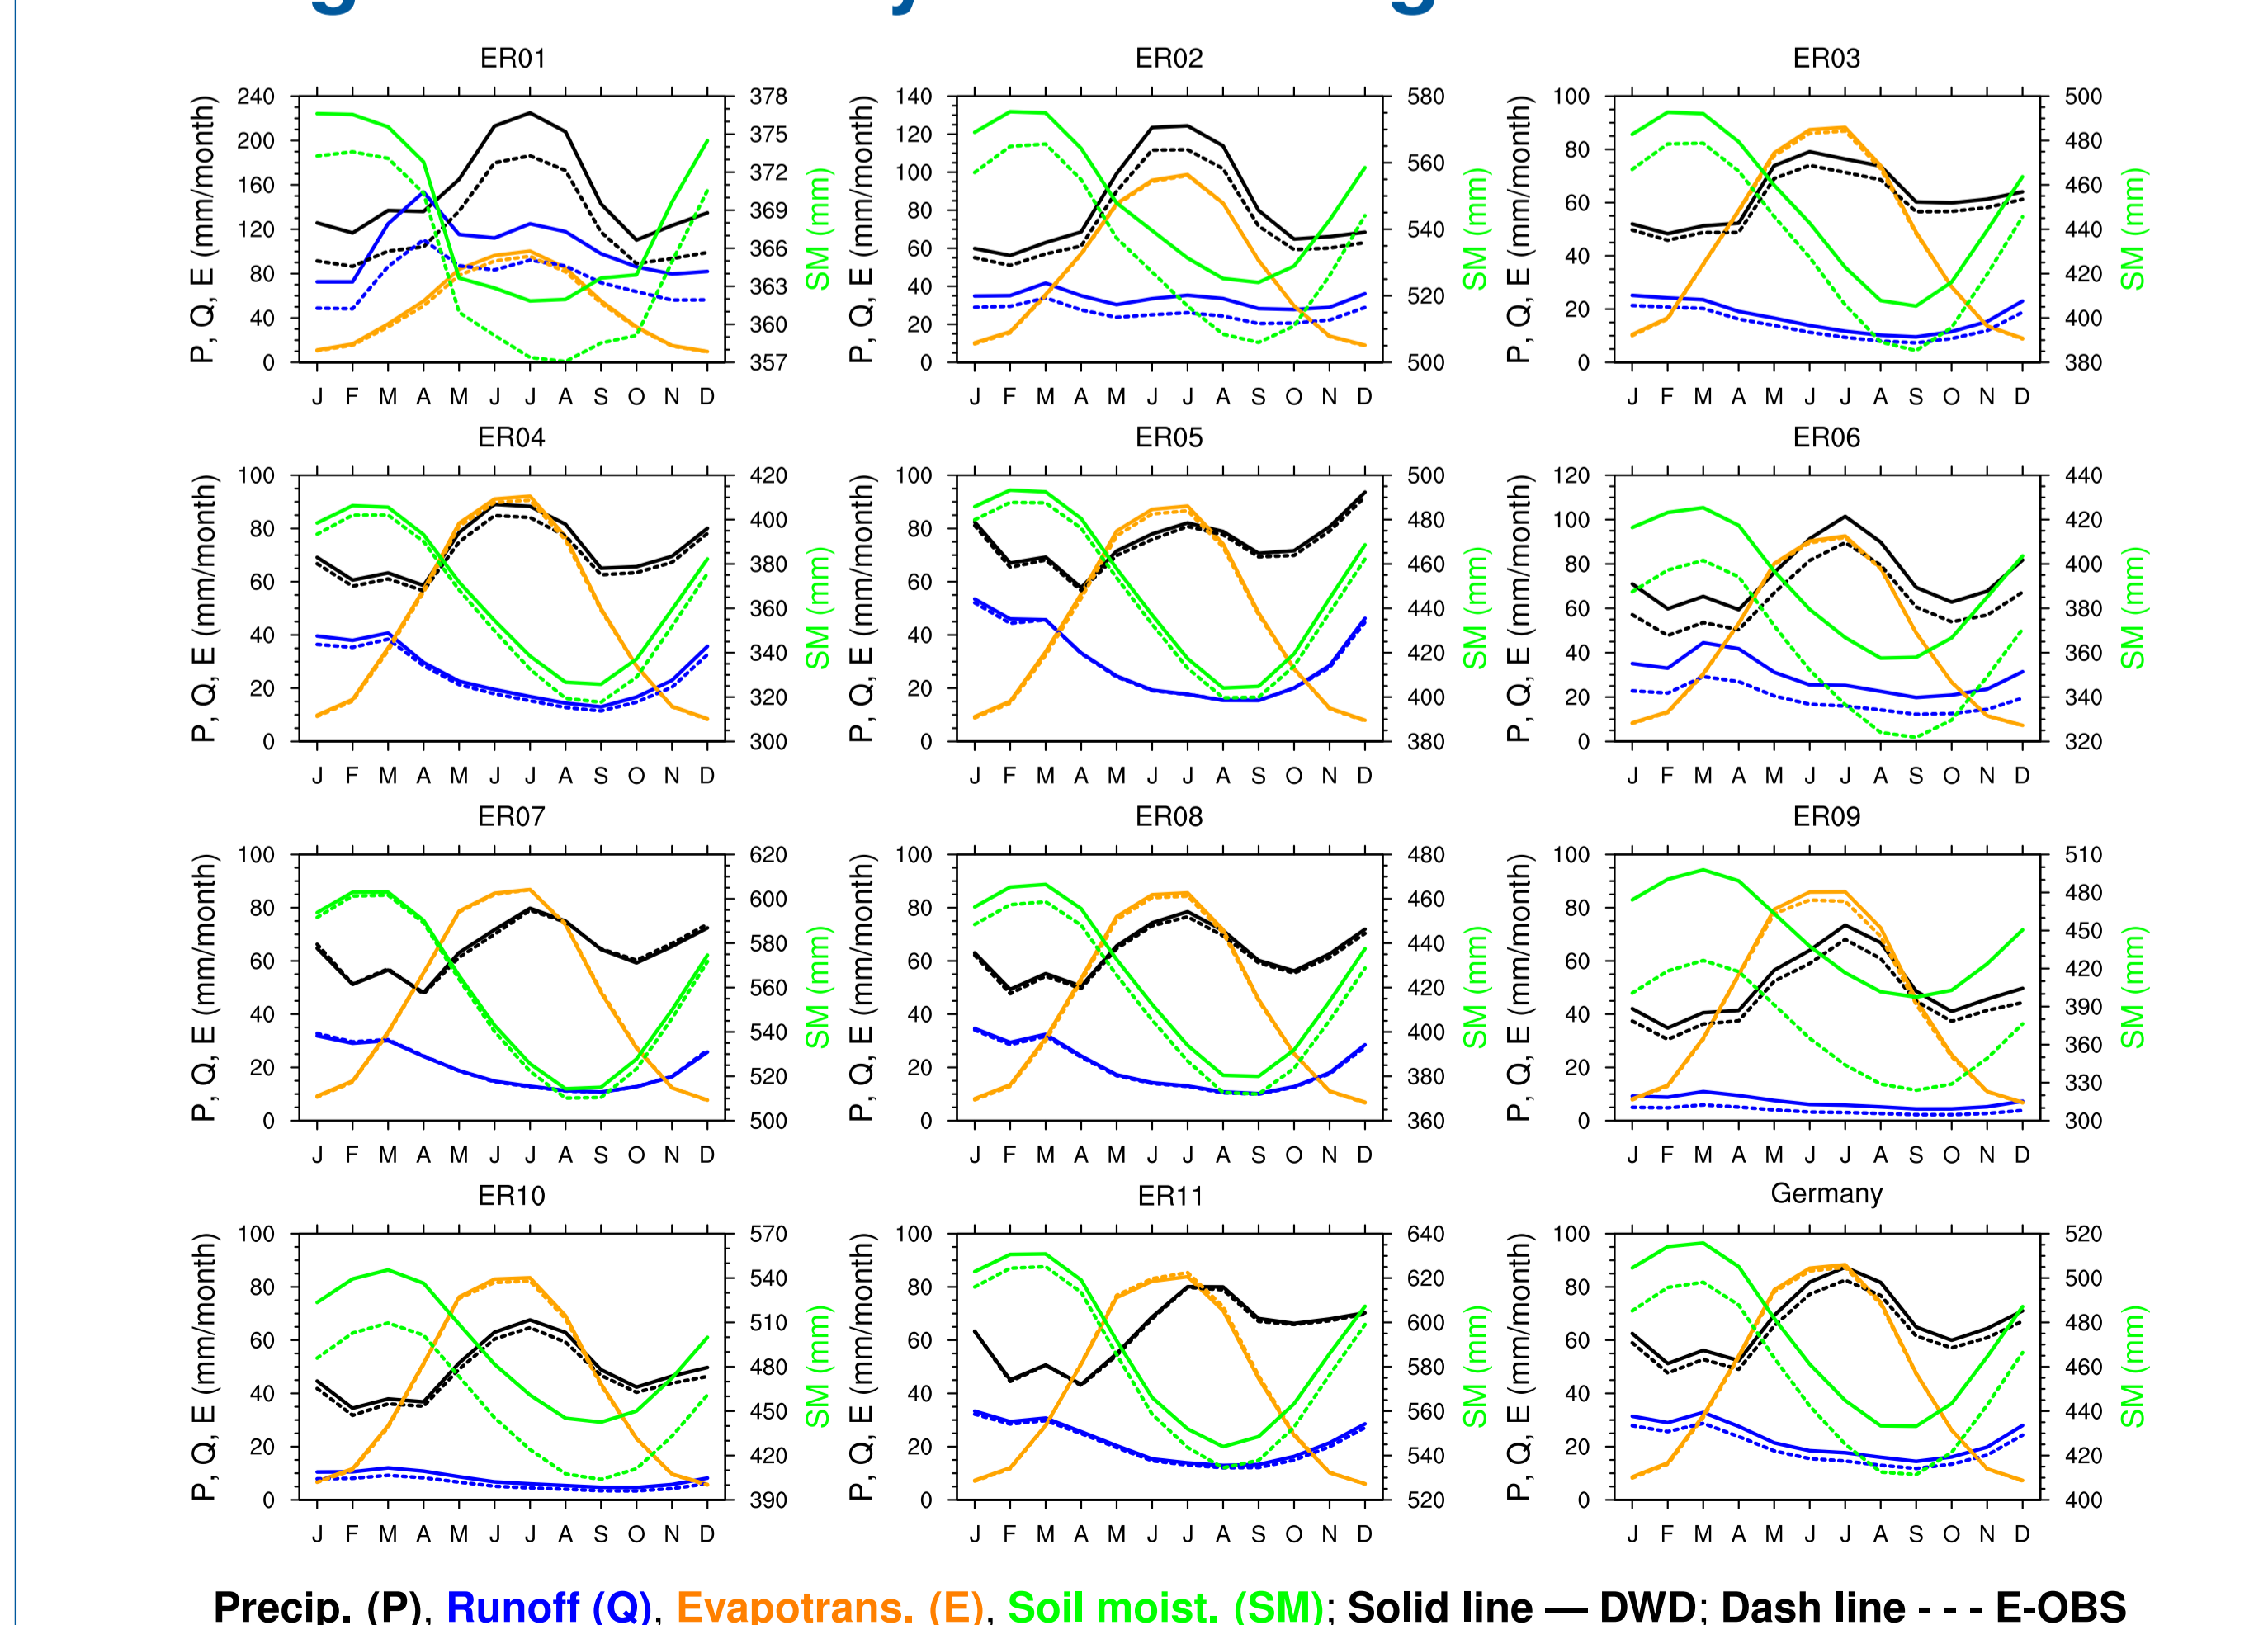 ER01 ER02 ER03
P, Q, E (mm/month) 240 200 160 120 80 40 0 378 375 372 369 366 363 360 357 SM (mm)
P, Q, E (mm/month) 140 120 100 80 60 40 20 0 580 560 540 520 500 SM (mm)
P, Q, E (mm/month) 100 80 60 40 20 0 500 480 460 440 420 400 380 SM (mm)
J F M A M J J A S O N D J F M A M J J A S O N D J F M A M J J A S O N D
ER04 ER05 ER06
P, Q, E (mm/month) 100 80 60 40 20 0 420 400 380 360 340 320 300 SM (mm)
P, Q, E (mm/month) 100 80 60 40 20 0 500 480 460 440 420 400 380 SM (mm)
P, Q, E (mm/month) 120 100 80 60 40 20 0 440 420 400 380 360 340 320 SM (mm)
J F M A M J J A S O N D J F M A M J J A S O N D J F M A M J J A S O N D
ER07 ER08 ER09
P, Q, E (mm/month) 100 80 60 40 20 0 620 600 580 560 540 520 500 SM (mm)
P, Q, E (mm/month) 100 80 60 40 20 0 480 460 440 420 400 380 360 SM (mm)
P, Q, E (mm/month) 100 80 60 40 20 0 510 480 450 420 390 360 330 300 SM (mm)
J F M A M J J A S O N D J F M A M J J A S O N D J F M A M J J A S O N D
ER10 ER11 Germany
P, Q, E (mm/month) 100 80 60 40 20 0 570 540 510 480 450 420 390 SM (mm)
P, Q, E (mm/month) 100 80 60 40 20 0 640 620 600 580 560 540 520 SM (mm)
P, Q, E (mm/month) 100 80 60 40 20 0 520 500 480 460 440 420 400 SM (mm)
J F M A M J J A S O N D J F M A M J J A S O N D J F M A M J J A S O N D
Precip. (P), Runoff (Q), Evapotrans. (E), Soil moist. (SM); Solid line — DWD; Dash line - - - E-OBS